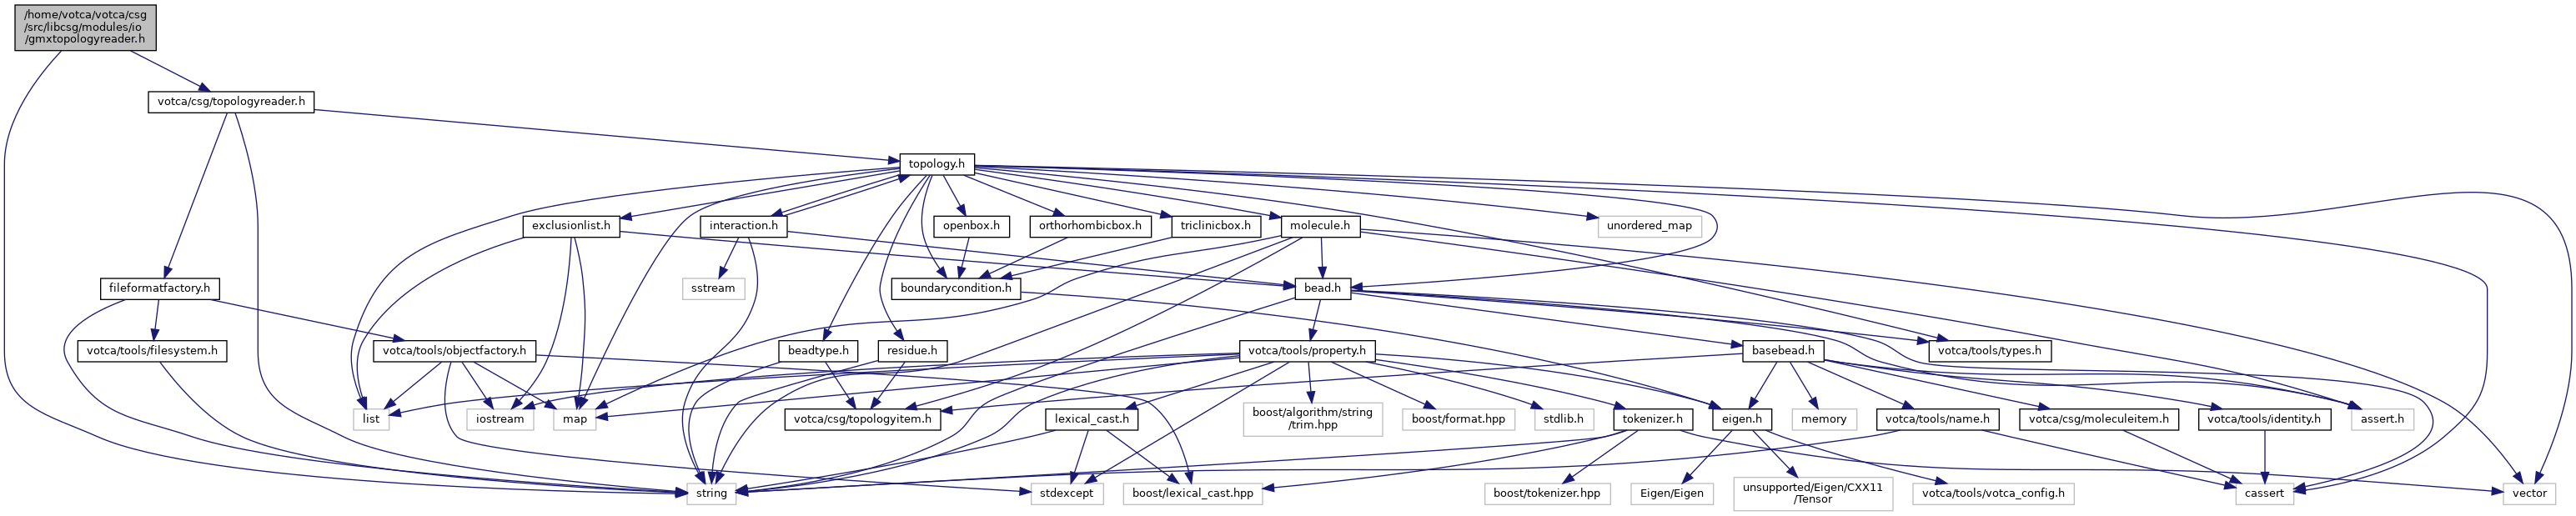 /home/votca/votca/csg
/src/libcsg/modules/io
/gmxtopologyreader.h
votca/csg/topologyreader.h
topology.h
exclusionlist.h
interaction.h
openbox.h
orthorhombicbox.h
triclinicbox.h
molecule.h
unordered_map
fileformatfactory.h
sstream
boundarycondition.h
bead.h
votca/tools/filesystem.h
votca/tools/objectfactory.h
beadtype.h
residue.h
votca/tools/property.h
basebead.h
votca/tools/types.h
list
iostream
map
votca/csg/topologyitem.h
lexical_cast.h
boost/algorithm/string
/trim.hpp
boost/format.hpp
stdlib.h
tokenizer.h
eigen.h
memory
votca/tools/name.h
votca/csg/moleculeitem.h
votca/tools/identity.h
assert.h
string
stdexcept
boost/lexical_cast.hpp
boost/tokenizer.hpp
Eigen/Eigen
unsupported/Eigen/CXX11
/Tensor
votca/tools/votca_config.h
cassert
vector